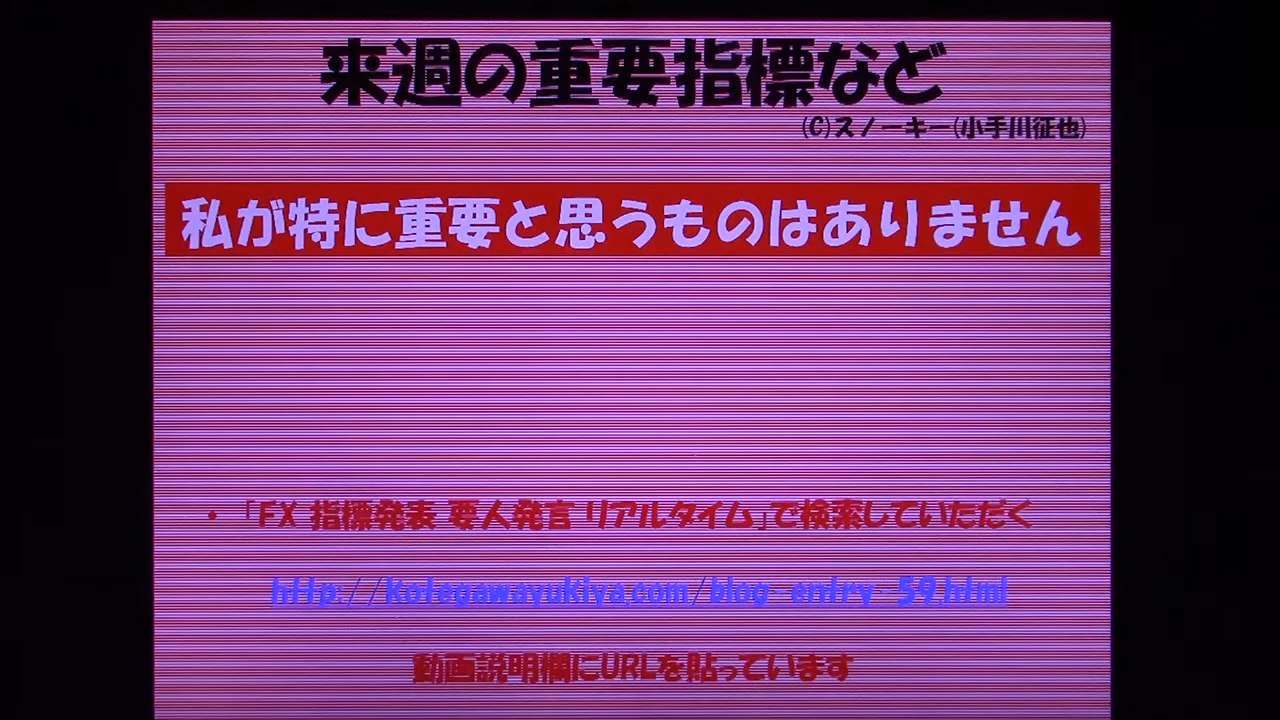 来週の重要指標など
(C)スノーキー(小手川征也)
私が特に重要と思うものはありません
・「FX 指標発表 要人発言 リアルタイム」で検索していただく
http://kotegawayukiya.com/blog-entry-59.html
動画説明欄にURLを貼っています